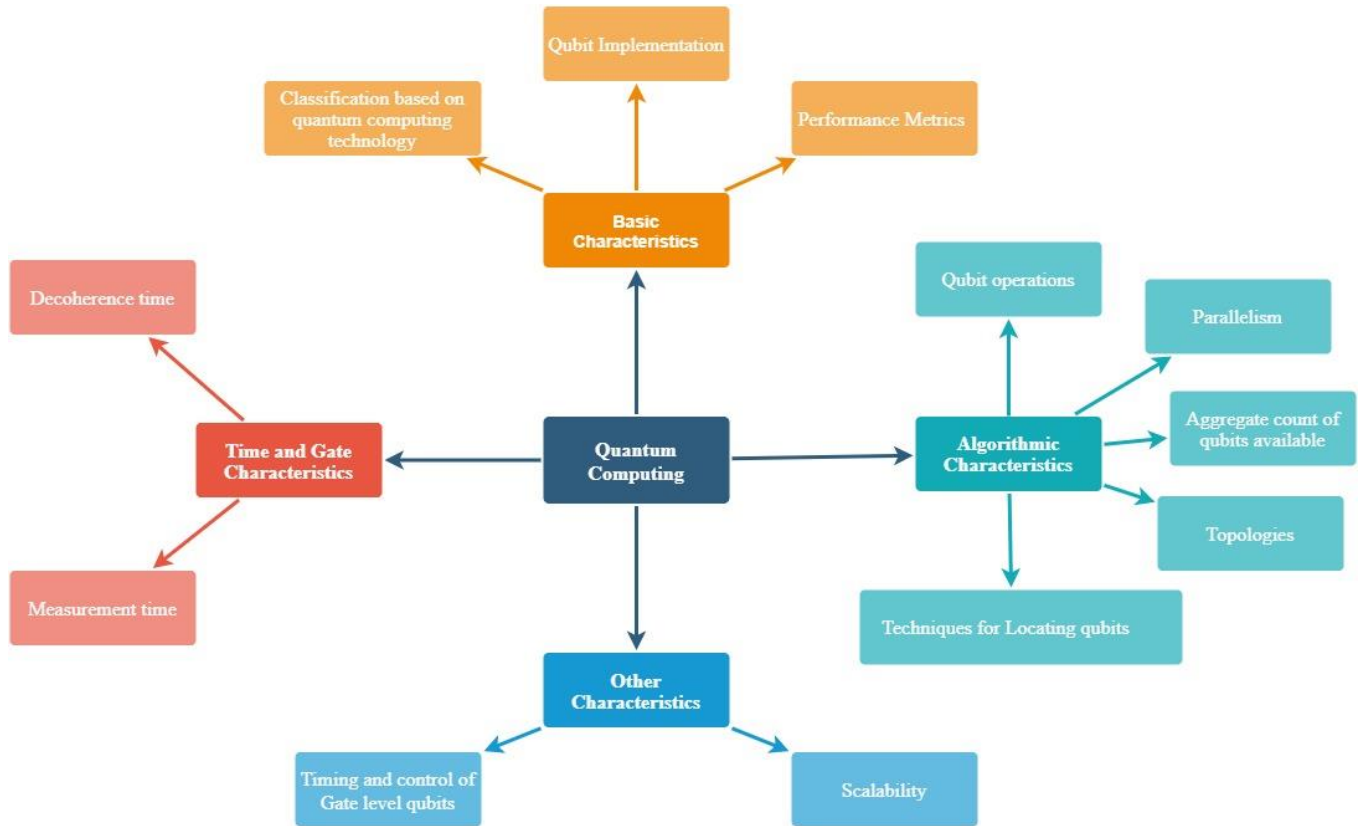 Qubit Implementation
Classification based on
quantum computing
technology
Performance Metrics
Basic
Characteristics
Qubit operations
Decoherence time
Parallelism
Aggregate count of
qubits available
Time and Gate
Characteristics
Quantum
Computing
Algorithmic
Characteristics
Topologies
Measurement time
Techniques for Locating qubits
Other
Characteristics
Timing and control of
Gate level qubits
Scalability